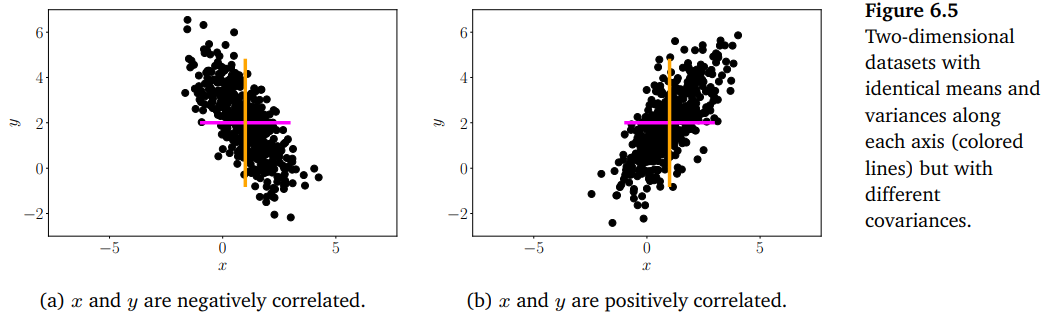 6
4
2
0
−2
y
−5
0
5
x
(a) x and y are negatively correlated.
6
4
2
0
−2
y
−5
0
5
x
(b) x and y are positively correlated.
Figure 6.5
Two-dimensional
datasets with
identical means and
variances along
each axis (colored
lines) but with
different
covariances.